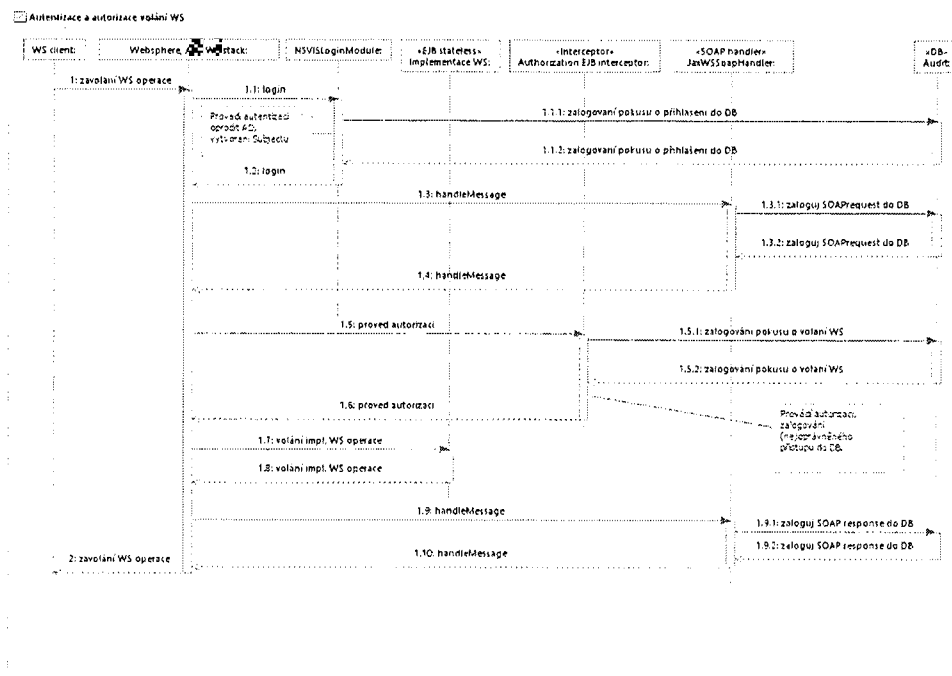 Autentizace a autorizace volání WS
WS client:
Websphere, WS stack:
NSVISLoginModule:
«EJB stateless»
Implementace WS:
«Interceptor»
Authorization EJB interceptor:
«SOAP handler»
JaxWSSoapHandler:
«DB»
Audit:
1: zavolání WS operace
1.1: login
Provádí autentizaci
oproti AD,
vytvoření Subjectu
1.1.1: zalogovaní pokusu o přihlášení do DB
1.1.2: zalogovaní pokusu o přihlášení do DB
1.2: login
1.3: handleMessage
1.3.1: zaloguj SOAPrequest do DB
1.3.2: zaloguj SOAPrequest do DB
1.4: handleMessage
1.5: proveď autorizaci
1.5.1: zalogování pokusu o volání WS
1.5.2: zalogování pokusu o volání WS
1.6: proveď autorizaci
Provádí autorizaci,
zalogování
(ne)oprávněného
přístupu do DB.
1.7: volání impl. WS operace
1.8: volání impl. WS operace
1.9: handleMessage
1.9.1: zaloguj SOAP response do DB
1.9.2: zaloguj SOAP response do DB
1.10: handleMessage
2: zavolání WS operace